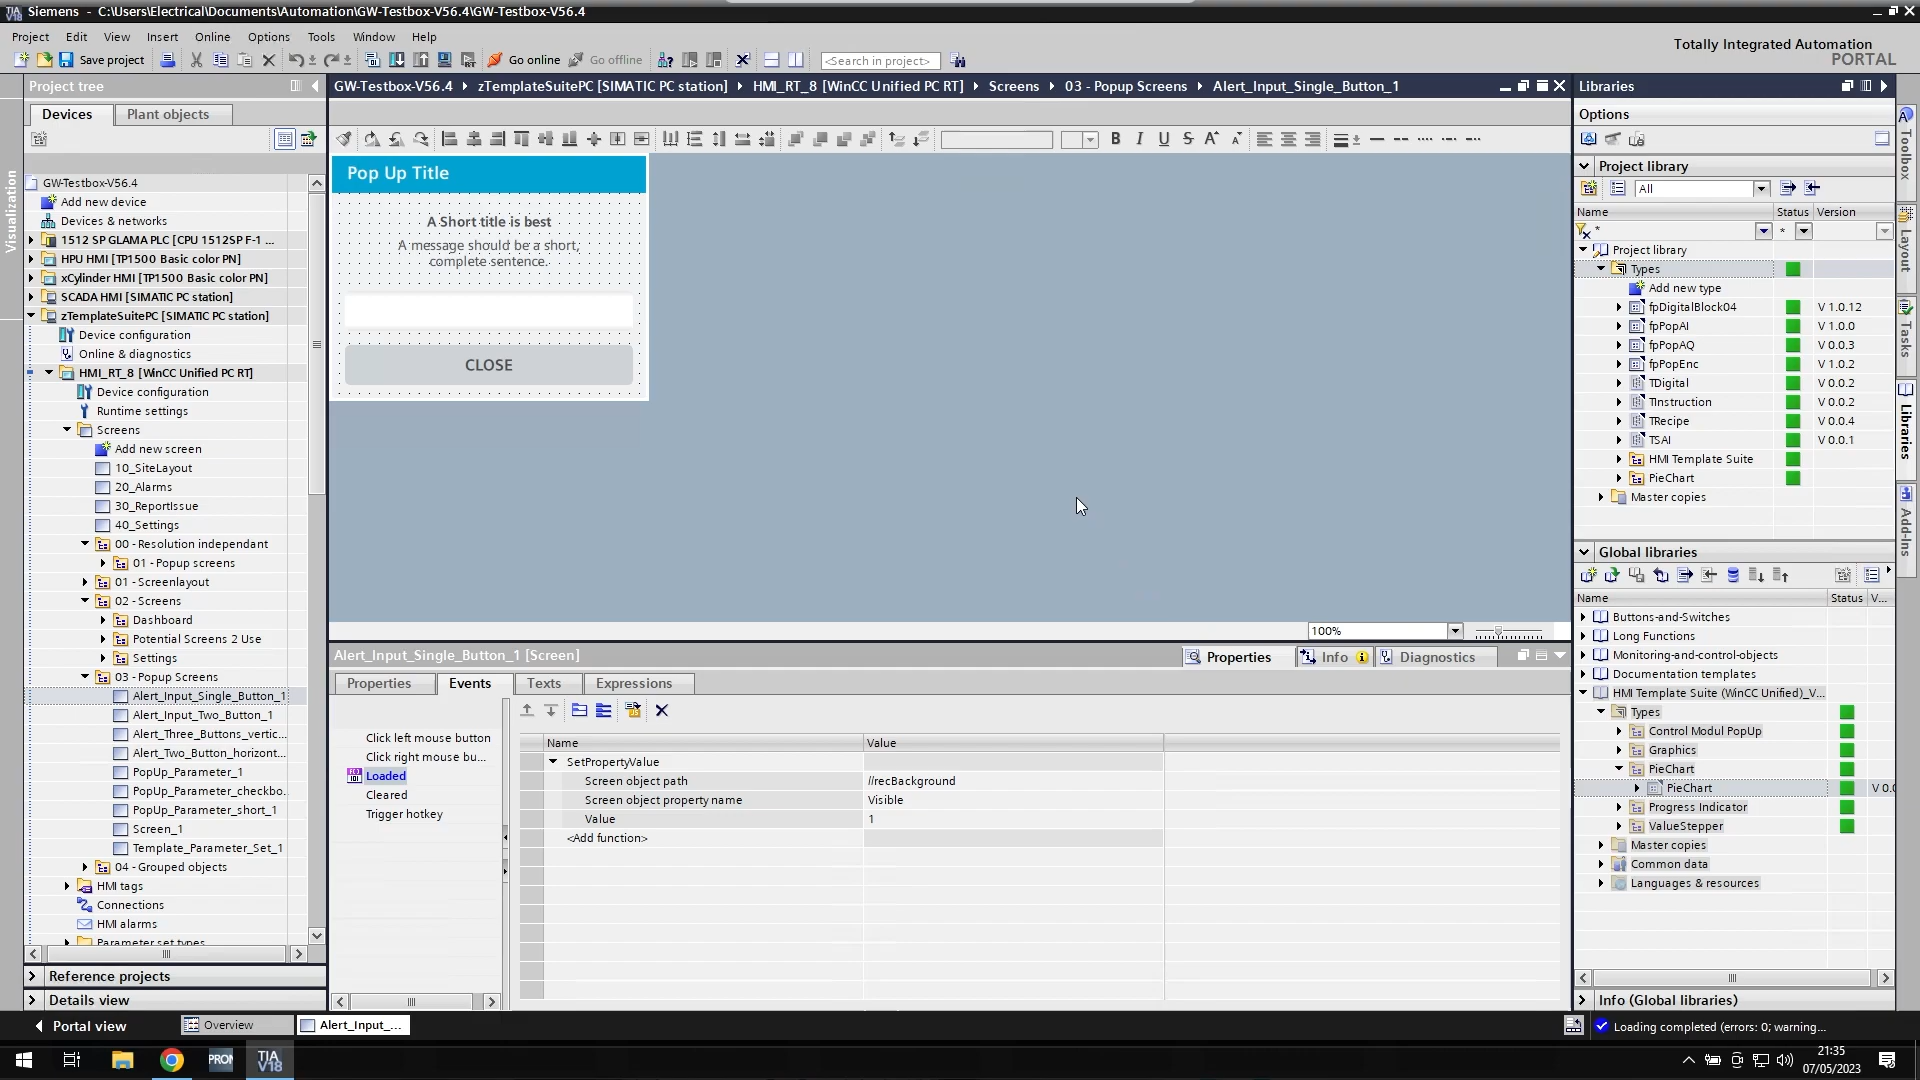 Siemens - C:\Users\Electrical\Documents\Automation\GW-Testbox-V56.4\GW-Testbox-V56.4
Project Edit View Insert Online Options Tools Window Help
Totally Integrated Automation
PORTAL
Save project
Go online
Go offline
<Search in project>
Project tree
GW-Testbox-V56.4 zTemplateSuitePC [SIMATIC PC station] HMI_RT_8 [WinCC Unified PC RT] Screens 03 - Popup Screens Alert_Input_Single_Button_1
Libraries
Visualization
Devices
Plant objects
GW-Testbox-V56.4
Add new device
Devices & networks
1512 SP GLAMA PLC [CPU 1512SP F-1 ...
HPU HMI [TP1500 Basic color PN]
xCylinder HMI [TP1500 Basic color PN]
SCADA HMI [SIMATIC PC station]
zTemplateSuitePC [SIMATIC PC station]
Device configuration
Online & diagnostics
HMI_RT_8 [WinCC Unified PC RT]
Device configuration
Runtime settings
Screens
Add new screen
10_SiteLayout
20_Alarms
30_ReportIssue
40_Settings
00 - Resolution independant
01 - Popup screens
01 - Screenlayout
02 - Screens
Dashboard
Potential Screens 2 Use
Settings
03 - Popup Screens
Alert_Input_Single_Button_1
Alert_Input_Two_Button_1
Alert_Three_Buttons_vertic...
Alert_Two_Button_horizont...
PopUp_Parameter_1
PopUp_Parameter_checkbo...
PopUp_Parameter_short_1
Screen_1
Template_Parameter_Set_1
04 - Grouped objects
HMI tags
Connections
HMI alarms
Parameter set types
Reference projects
Details view
B I U S A A
Pop Up Title
A Short title is best
A message should be a short,
complete sentence.
CLOSE
100%
Alert_Input_Single_Button_1 [Screen]
Properties
Info
Diagnostics
Properties
Events
Texts
Expressions
Click left mouse button
Click right mouse bu...
Loaded
Cleared
Trigger hotkey
Name Value
SetPropertyValue
Screen object path //recBackground
Screen object property name Visible
Value 1
<Add function>
Options
Project library
All
Name Status Version
Project library
Types
Add new type
fpDigitalBlock04 V 1.0.12
fpPopAI V 1.0.0
fpPopAQ V 0.0.3
fpPopEnc V 1.0.2
TDigital V 0.0.2
TInstruction V 0.0.2
TRecipe V 0.0.4
TSAI V 0.0.1
HMI Template Suite
PieChart
Master copies
Global libraries
Name Status V...
Buttons-and-Switches
Long Functions
Monitoring-and-control-objects
Documentation templates
HMI Template Suite (WinCC Unified)_V...
Types
Control Modul PopUp
Graphics
PieChart
PieChart V 0.0
Progress Indicator
ValueStepper
Master copies
Common data
Languages & resources
Info (Global libraries)
Toolbox
Layout
Tasks
Libraries
Add-Ins
Portal view
Overview
Alert_Input_...
Loading completed (errors: 0; warning...
PRON
TIA
V18
21:35
07/05/2023